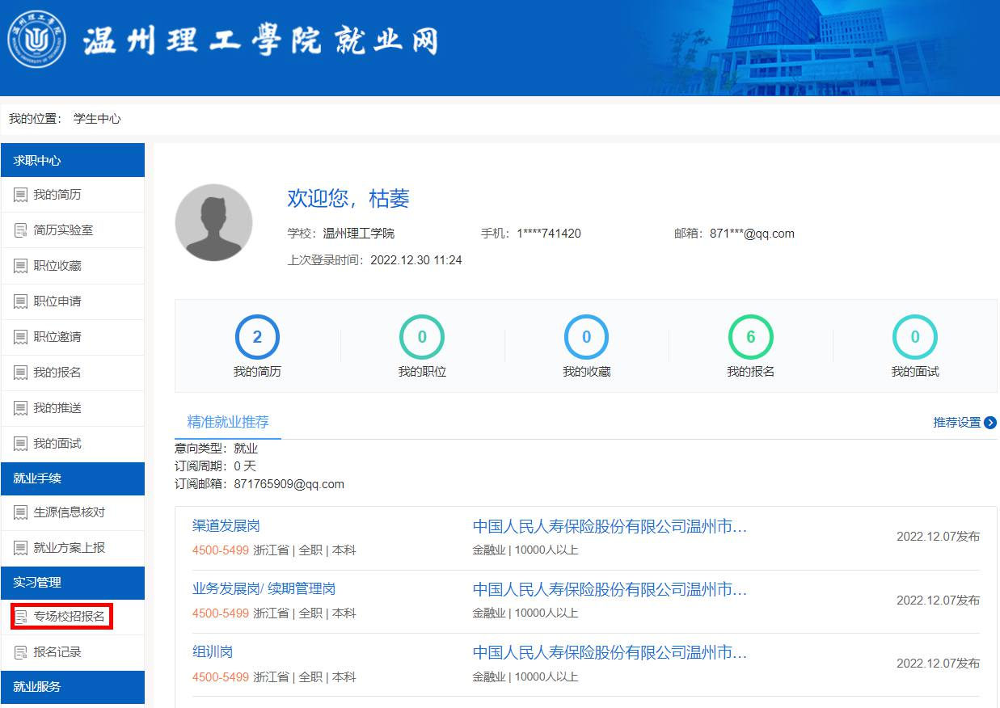 温州理工學院就业网
我的位置： 学生中心
求职中心
我的简历
简历实验室
职位收藏
职位申请
职位邀请
我的报名
我的推送
我的面试
就业手续
生源信息核对
就业方案上报
实习管理
专场校招报名
报名记录
就业服务
欢迎您，枯萎
学校：温州理工学院 手机：1****741420 邮箱：871***@qq.com
上次登录时间：2022.12.30 11:24
2 0 0 6 0
我的简历 我的职位 我的收藏 我的报名 我的面试
精准就业推荐 推荐设置
意向类型：就业
订阅周期：0 天
订阅邮箱：871765909@qq.com
渠道发展岗 中国人民人寿保险股份有限公司温州市… 2022.12.07发布
4500-5499 浙江省 | 全职 | 本科 金融业 | 10000人以上
业务发展岗/ 续期管理岗 中国人民人寿保险股份有限公司温州市… 2022.12.07发布
4500-5499 浙江省 | 全职 | 本科 金融业 | 10000人以上
组训岗 中国人民人寿保险股份有限公司温州市… 2022.12.07发布
4500-5499 浙江省 | 全职 | 本科 金融业 | 10000人以上